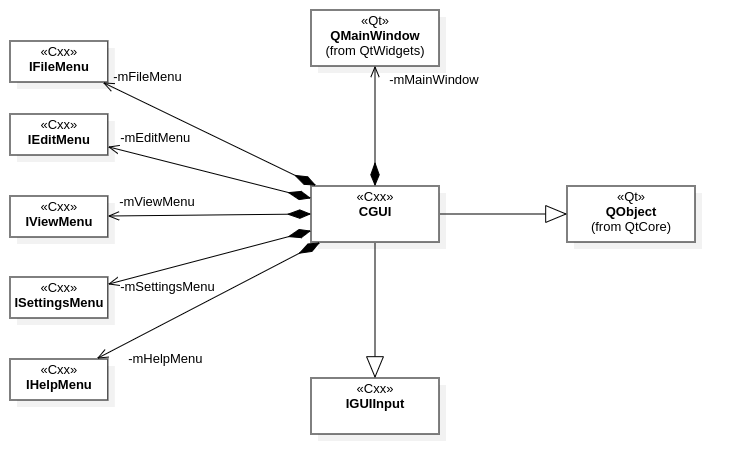 «Qt»
QMainWindow
(from QtWidgets)
«Cxx»
IFileMenu
-mFileMenu
-mMainWindow
«Cxx»
IEditMenu
-mEditMenu
«Cxx»
IViewMenu
-mViewMenu
«Cxx»
CGUI
«Qt»
QObject
(from QtCore)
«Cxx»
ISettingsMenu
-mSettingsMenu
«Cxx»
IHelpMenu
-mHelpMenu
«Cxx»
IGUIInput